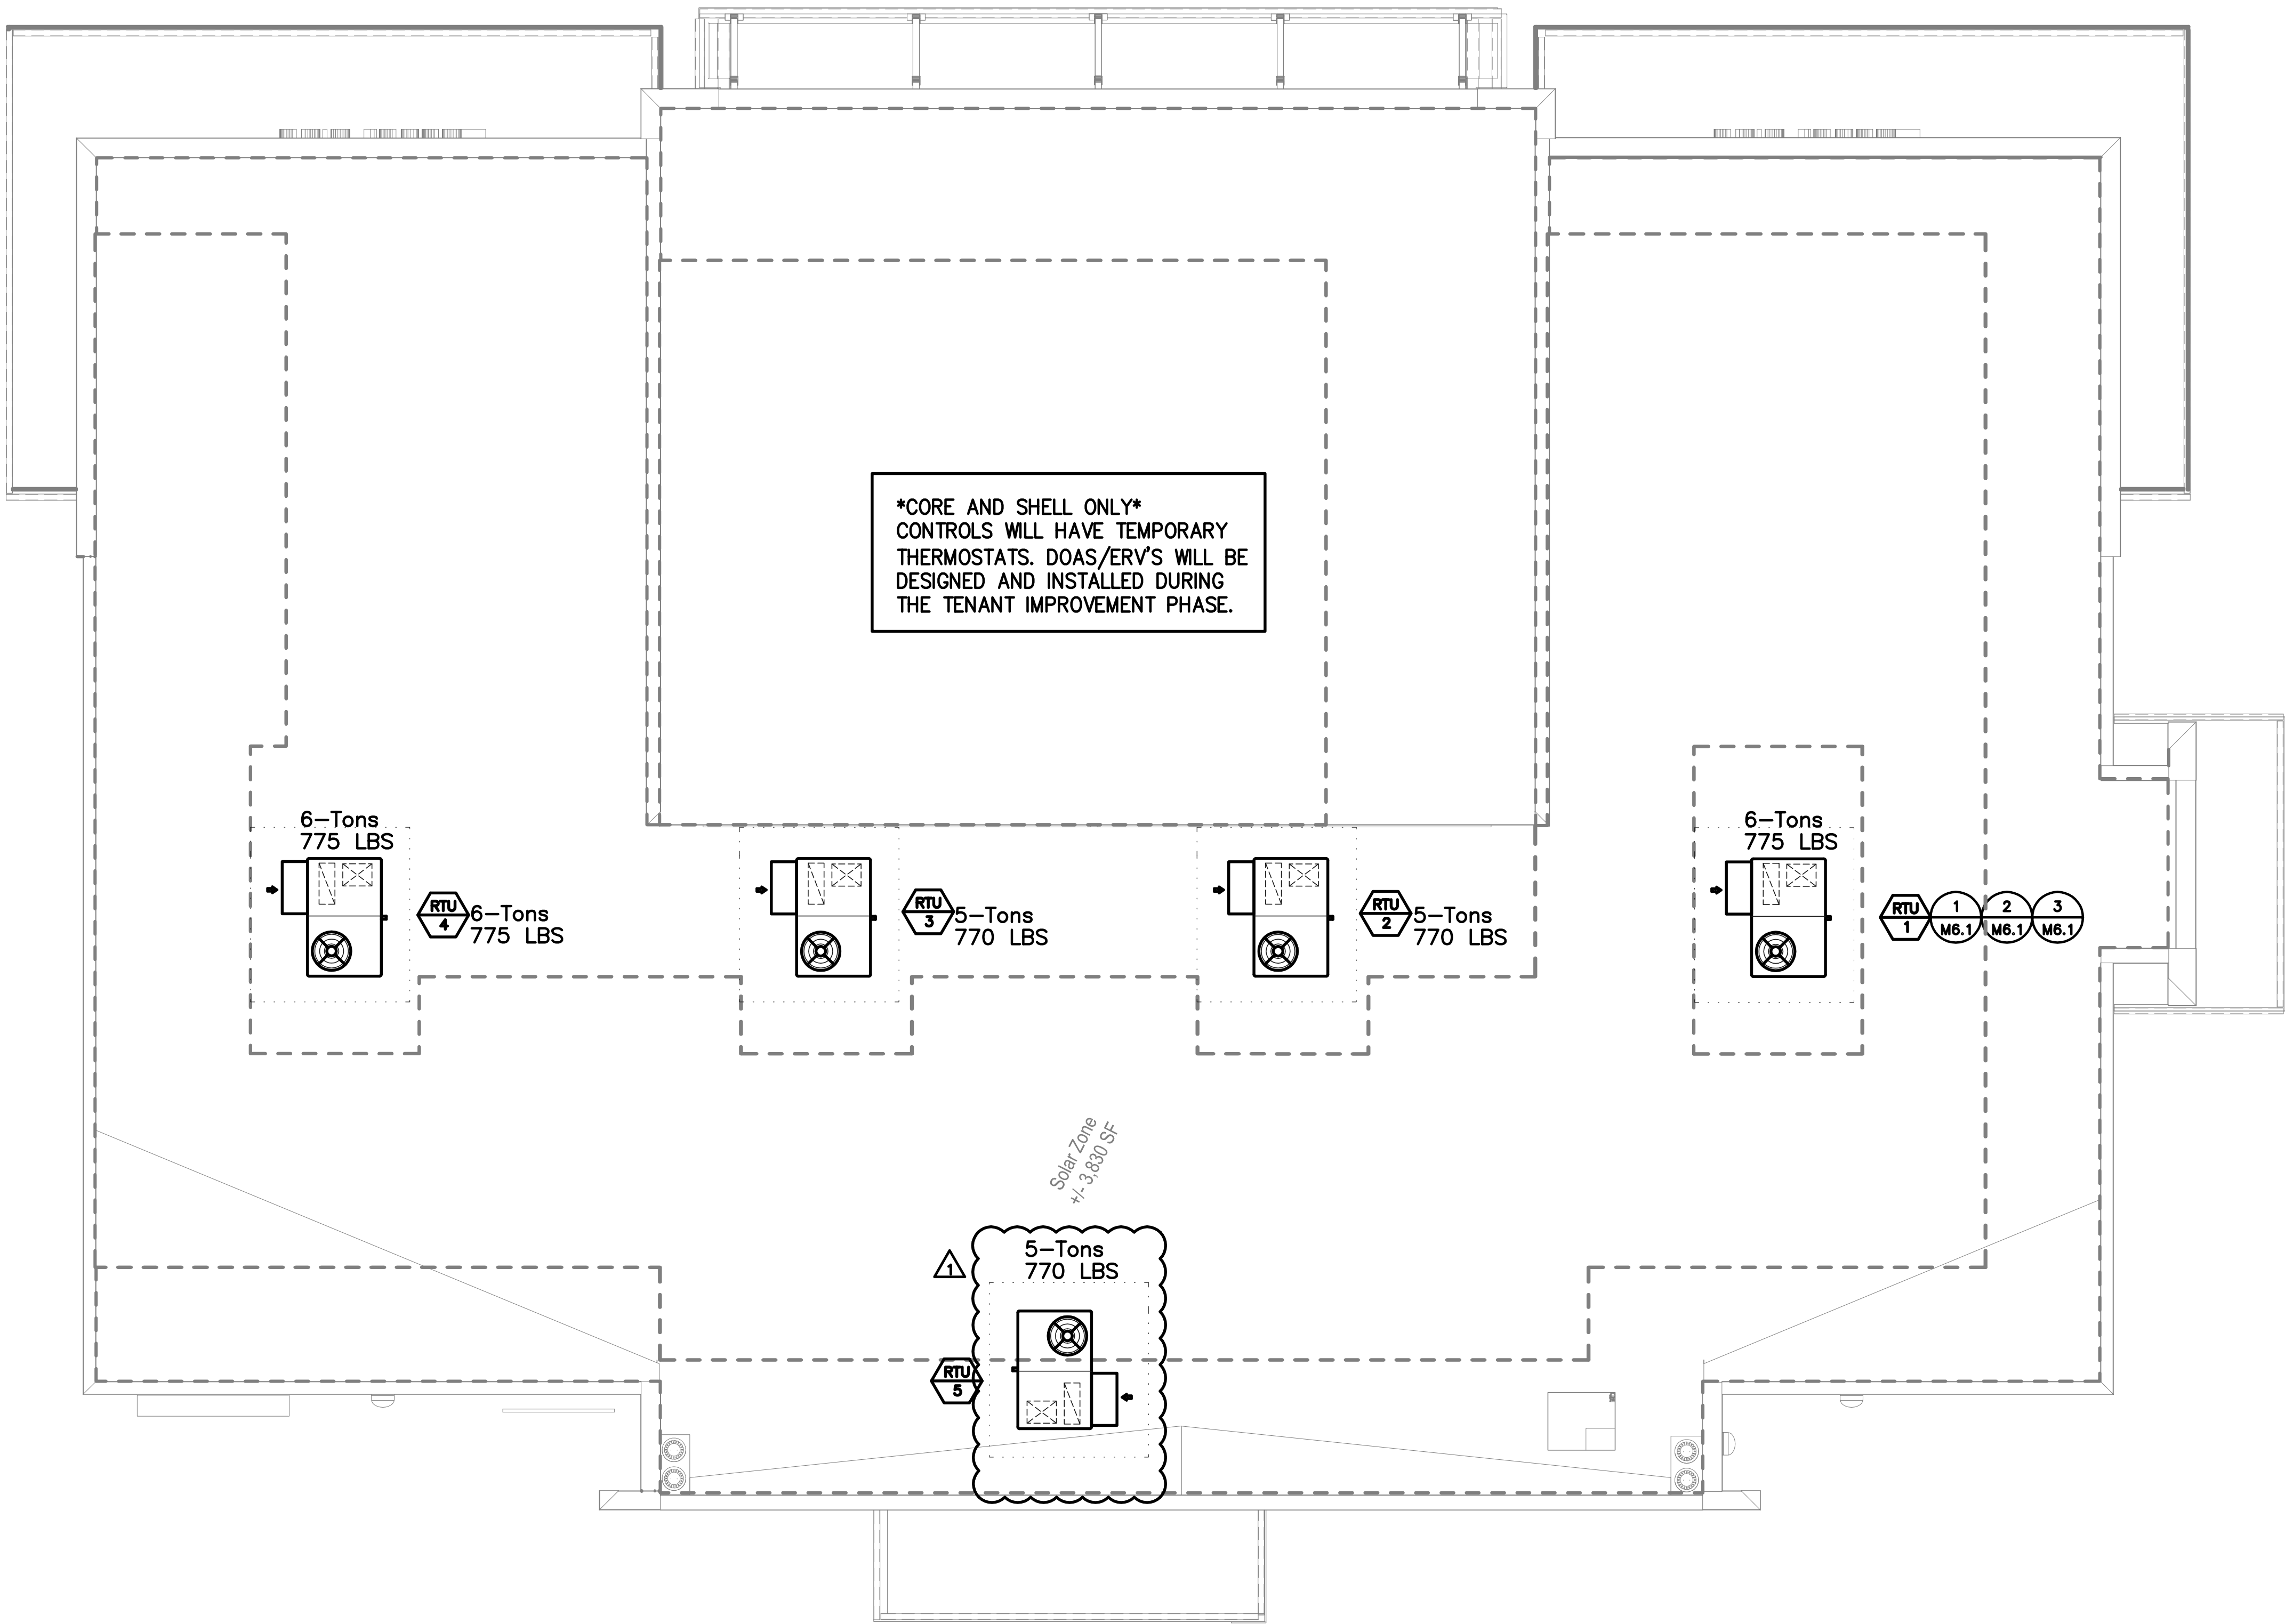 *CORE AND SHELL ONLY*
CONTROLS WILL HAVE TEMPORARY
THERMOSTATS. DOAS/ERV'S WILL BE
DESIGNED AND INSTALLED DURING
THE TENANT IMPROVEMENT PHASE.
6-Tons
775 LBS
RTU
4
6-Tons
775 LBS
RTU
3
5-Tons
770 LBS
RTU
2
5-Tons
770 LBS
6-Tons
775 LBS
RTU
1
1
M6.1
2
M6.1
3
M6.1
Solar Zone
+/- 3,830 SF
1
5-Tons
770 LBS
RTU
5